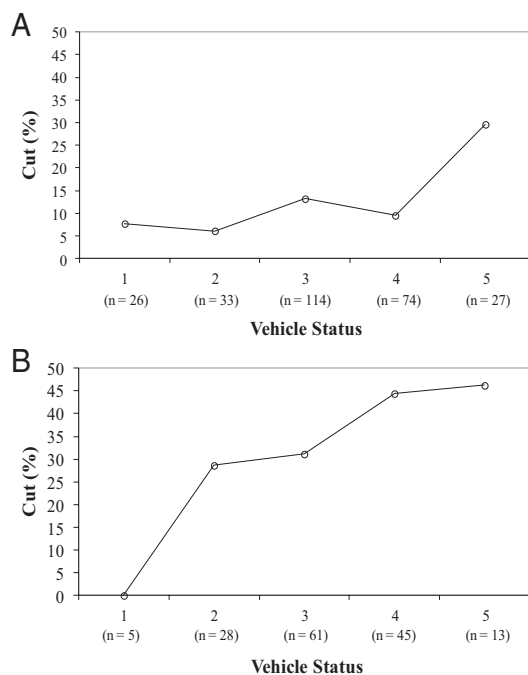 A
50
45
40
35
30
25
20
15
10
5
0
Cut (%)
1 2 3 4 5
(n = 26) (n = 33) (n = 114) (n = 74) (n = 27)
Vehicle Status
B
50
45
40
35
30
25
20
15
10
5
0
Cut (%)
1 2 3 4 5
(n = 5) (n = 28) (n = 61) (n = 45) (n = 13)
Vehicle Status